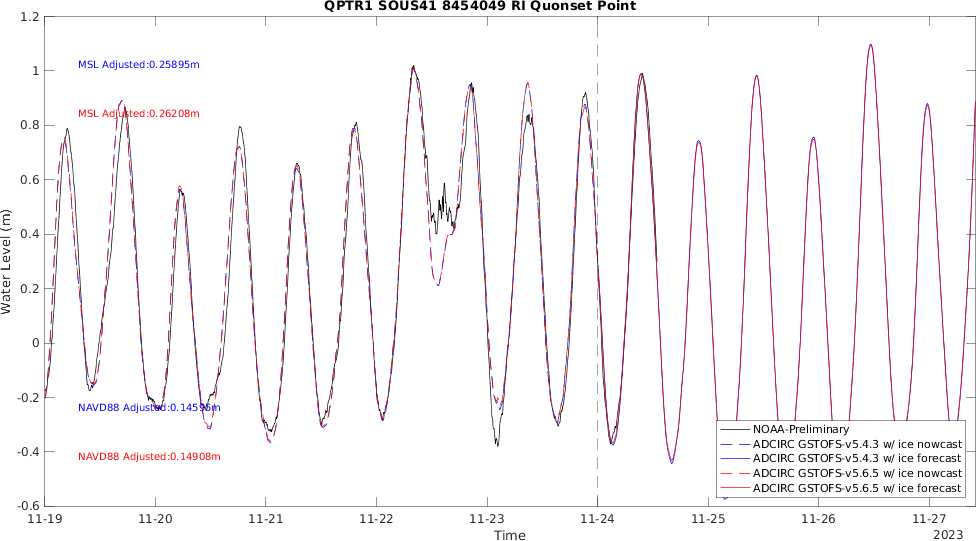 QPTR1 SOUS41 8454049 RI Quonset Point
1.2
1
0.8
0.6
0.4
0.2
0
-0.2
-0.4
-0.6
Water Level (m)
MSL Adjusted:0.25895m
MSL Adjusted:0.26208m
NAVD88 Adjusted:0.14595m
NAVD88 Adjusted:0.14908m
NOAA-Preliminary
ADCIRC GSTOFS-v5.4.3 w/ ice nowcast
ADCIRC GSTOFS-v5.4.3 w/ ice forecast
ADCIRC GSTOFS-v5.6.5 w/ ice nowcast
ADCIRC GSTOFS-v5.6.5 w/ ice forecast
11-19 11-20 11-21 11-22 11-23 11-24 11-25 11-26 11-27
Time
2023